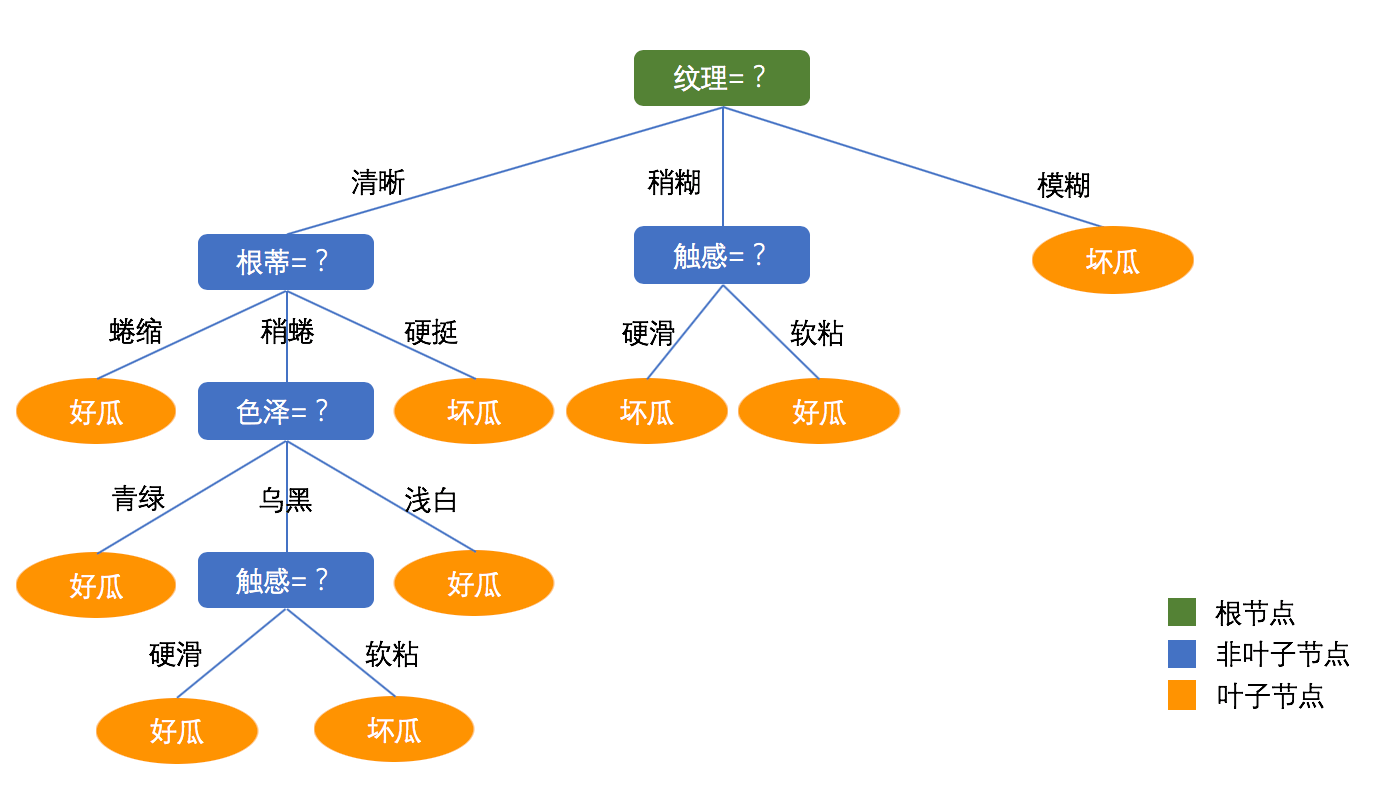 纹理=？
清晰
稍糊
模糊
根蒂=？
触感=？
坏瓜
蜷缩
稍蜷
硬挺
硬滑
软粘
好瓜
色泽=？
坏瓜
坏瓜
好瓜
青绿
乌黑
浅白
好瓜
触感=？
好瓜
硬滑
软粘
好瓜
坏瓜
根节点
非叶子节点
叶子节点